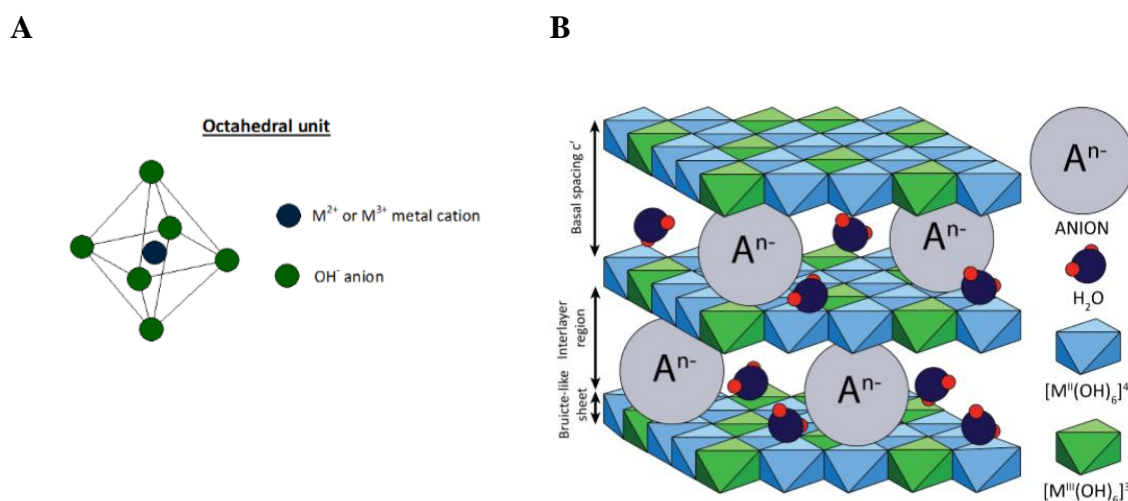 A
B
Octahedral unit
M²⁺ or M³⁺ metal cation
OH⁻ anion
Basal spacing c'
Interlayer
region
Bruicte-like
sheet
Aⁿ⁻
Aⁿ⁻
Aⁿ⁻
Aⁿ⁻
Aⁿ⁻
ANION
H₂O
[Mᴵᴵ(OH)₆]⁴
[Mᴵᴵᴵ(OH)₆]³